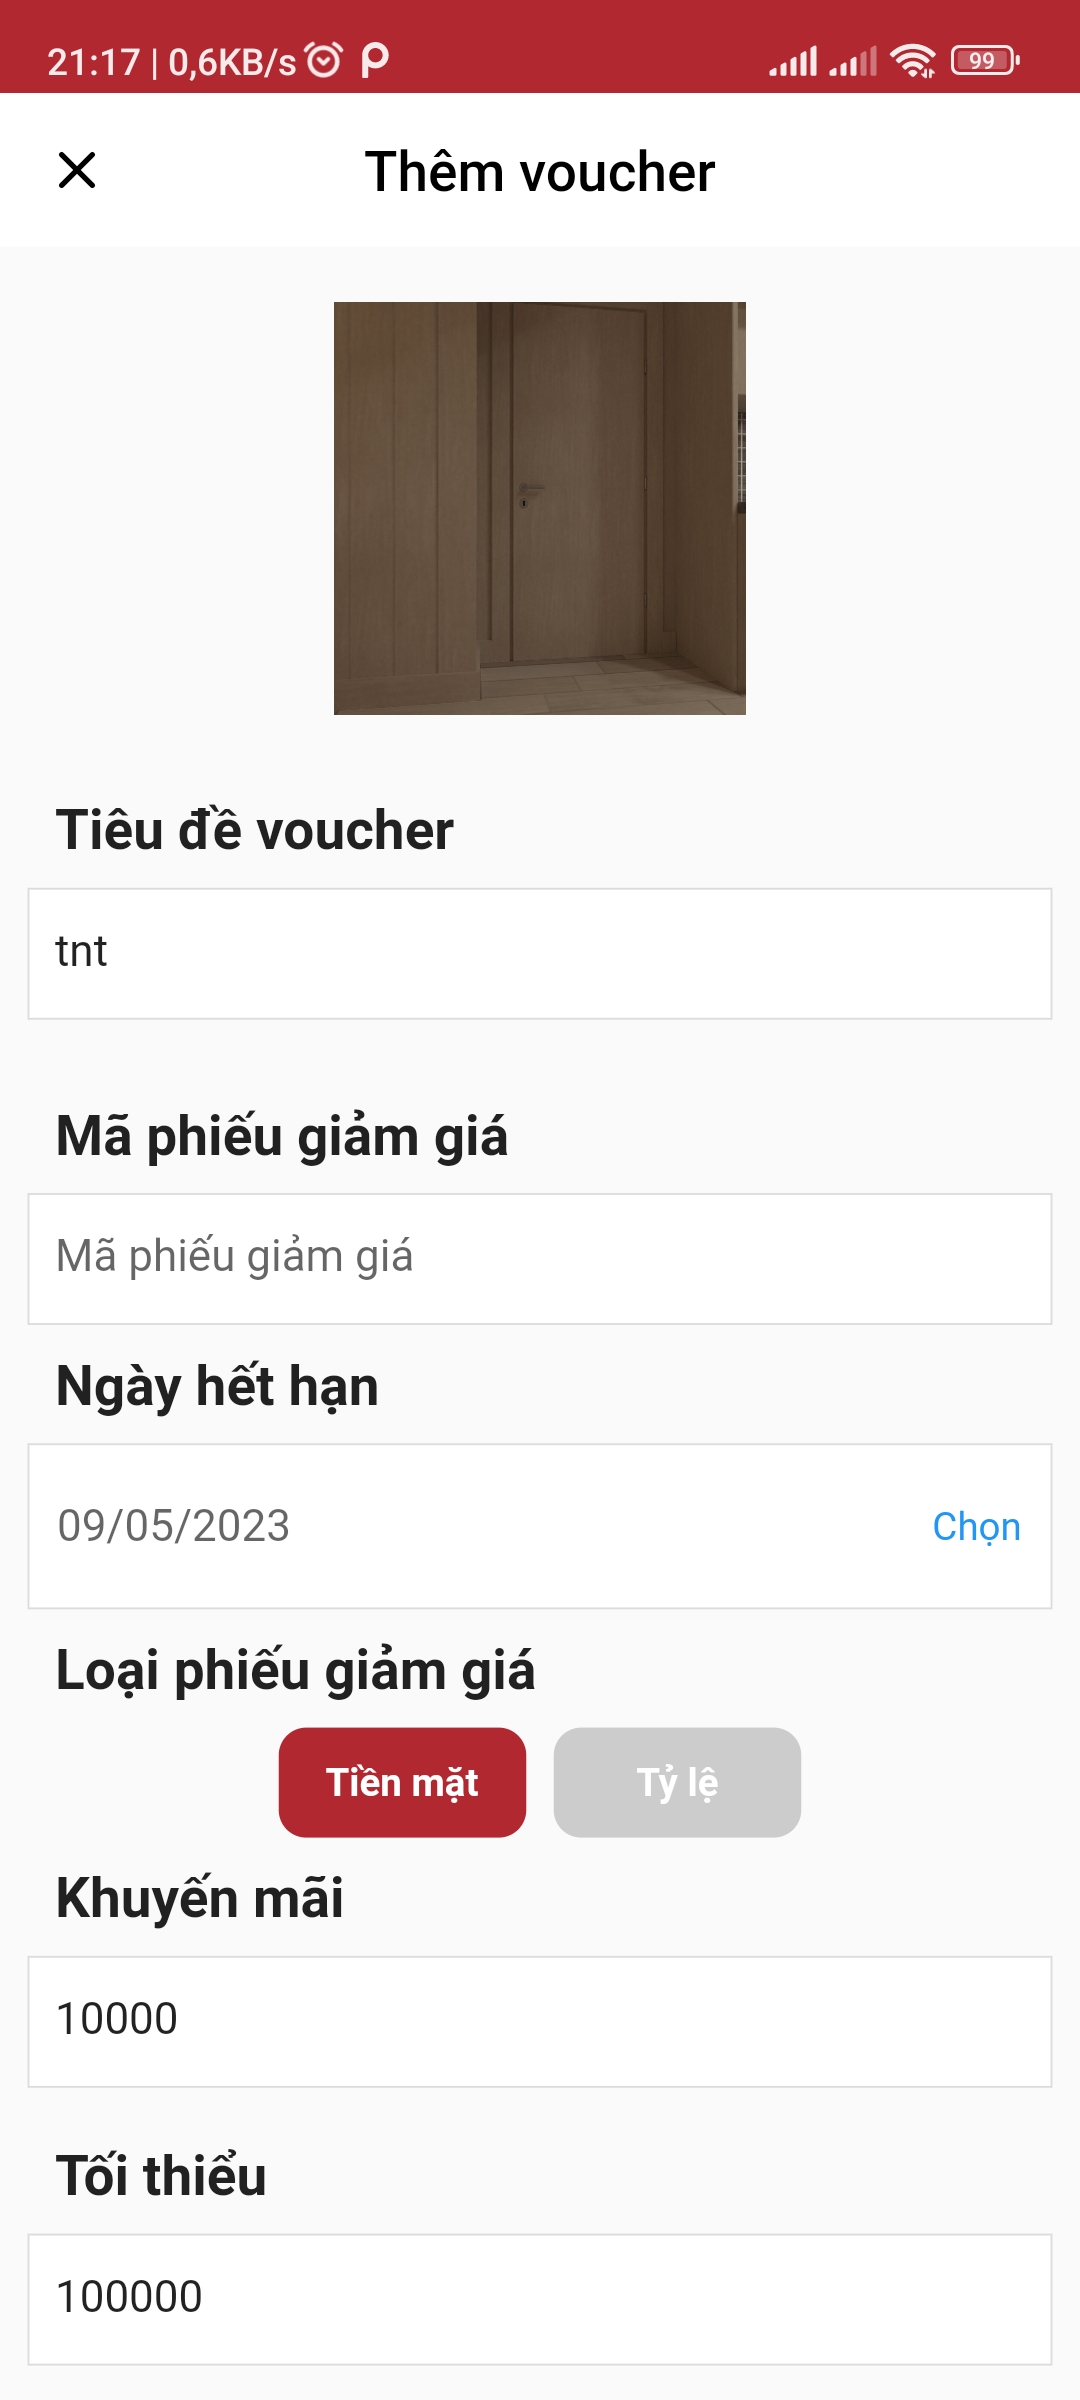 21:17 | 0,6KB/s
99
Thêm voucher
Tiêu đề voucher
tnt
Mã phiếu giảm giá
Mã phiếu giảm giá
Ngày hết hạn
09/05/2023
Chọn
Loại phiếu giảm giá
Tiền mặt
Tỷ lệ
Khuyến mãi
10000
Tối thiểu
100000